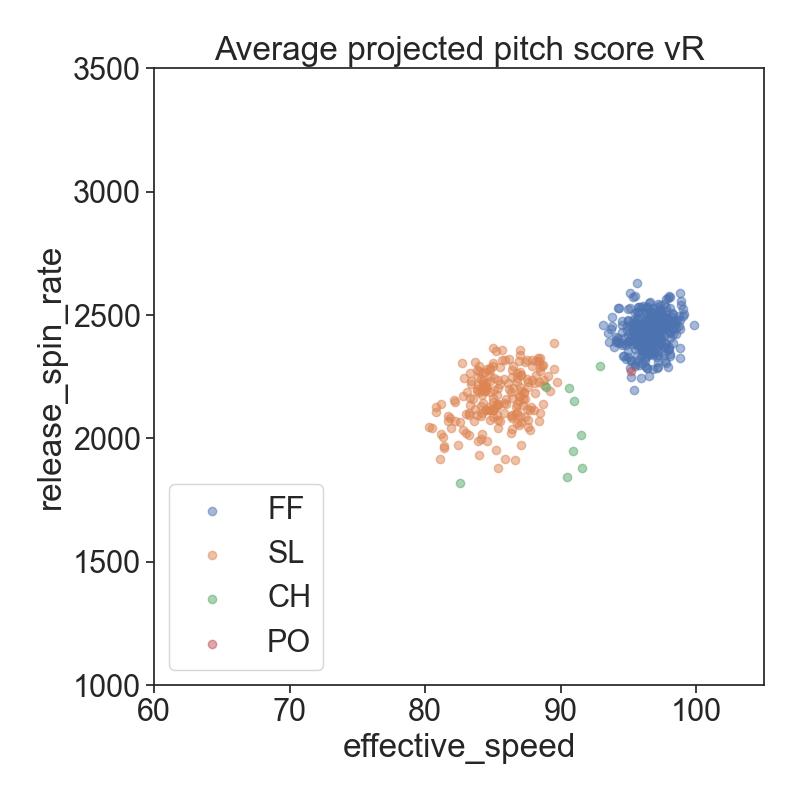 Average projected pitch score vR
3500
3000
2500
2000
1500
1000
release_spin_rate
FF
SL
CH
PO
60
70
80
90
100
effective_speed